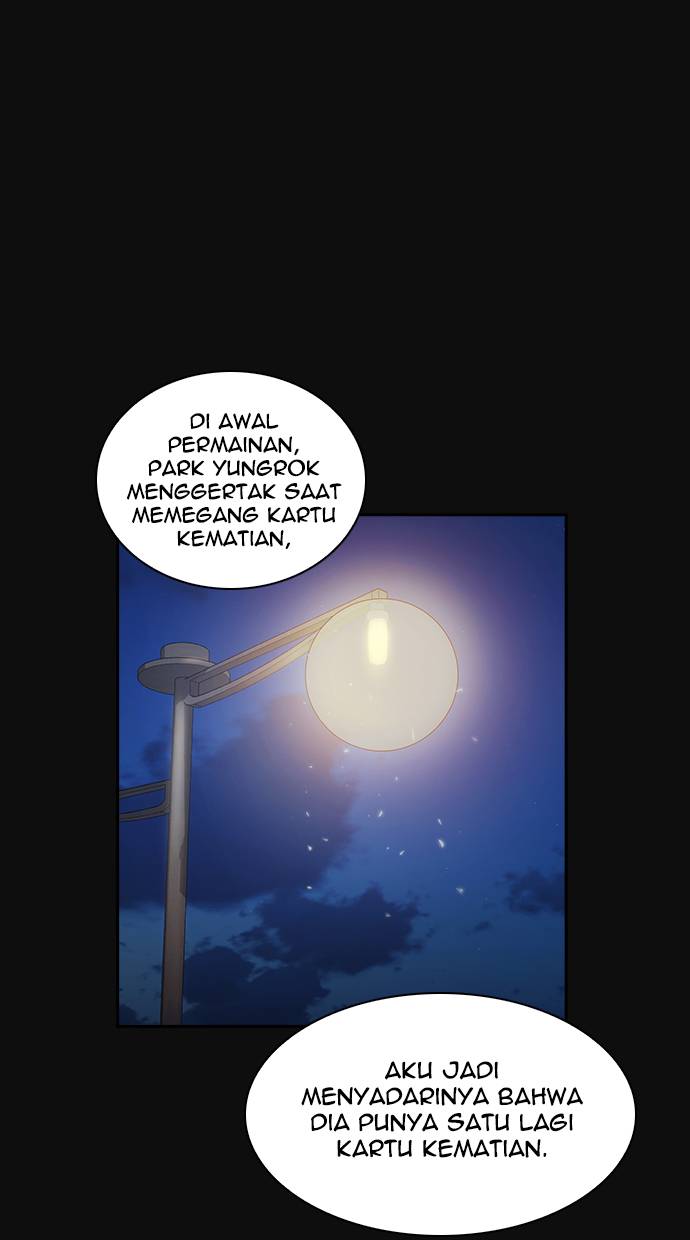 DI AWAL
PERMAINAN,
PARK YUNGROK
MENGGERTAK SAAT
MEMEGANG KARTU
KEMATIAN,
AKU JADI
MENYADARINYA BAHWA
DIA PUNYA SATU LAGI
KARTU KEMATIAN.